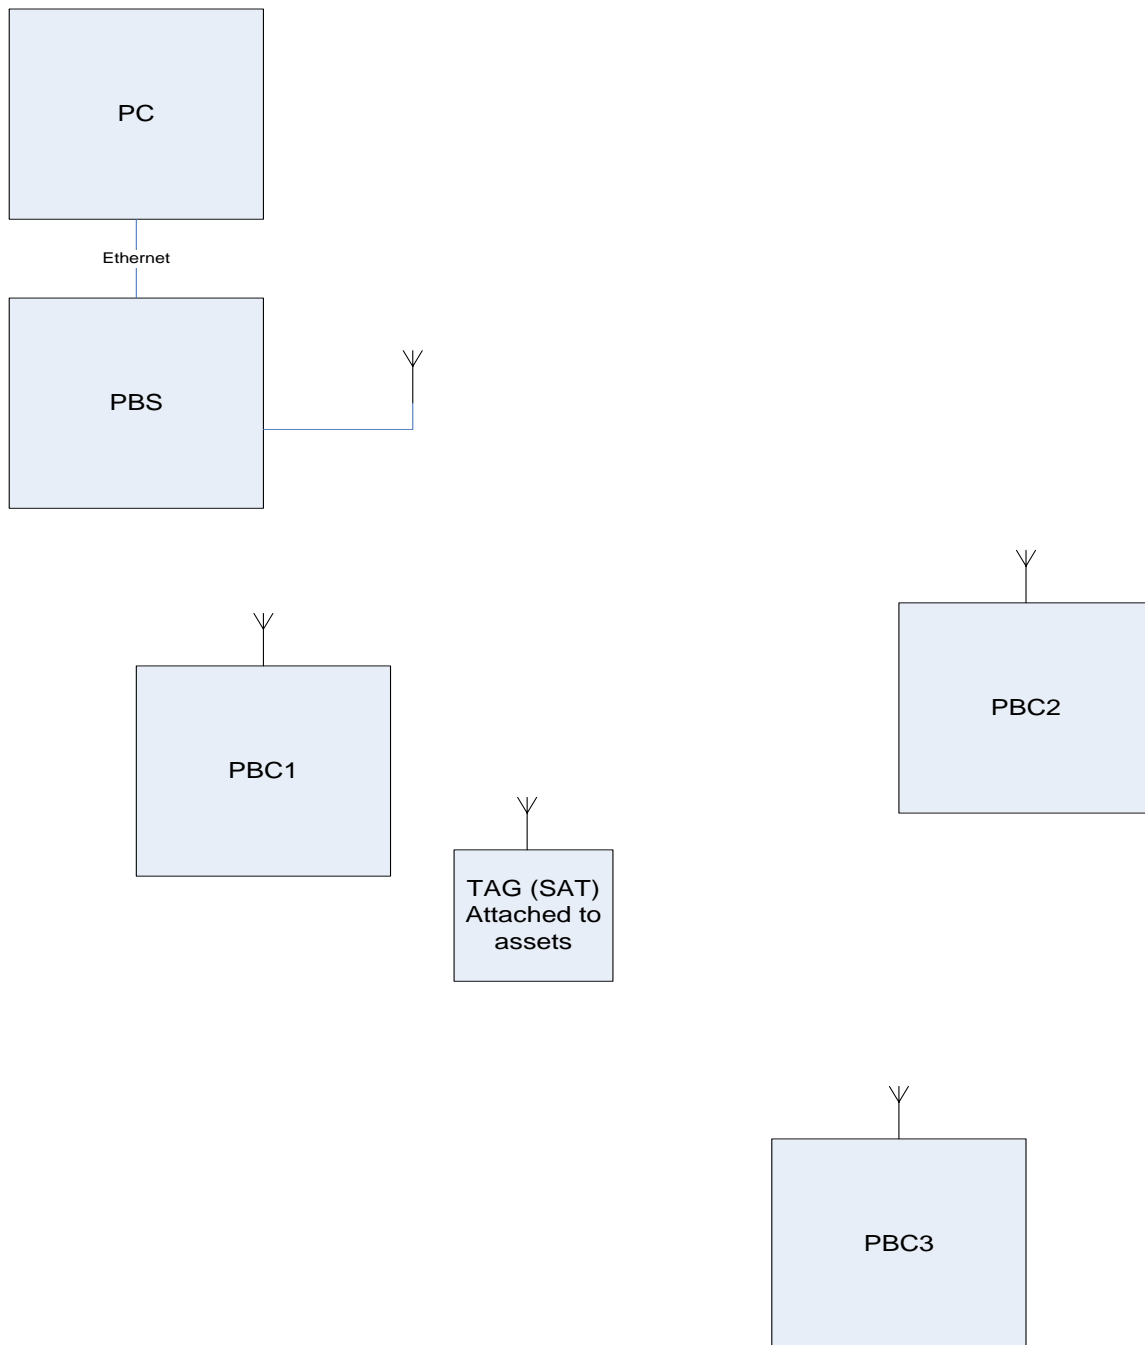 PC
Ethernet
PBS
PBC2
PBC1
TAG (SAT)
Attached to
assets
PBC3